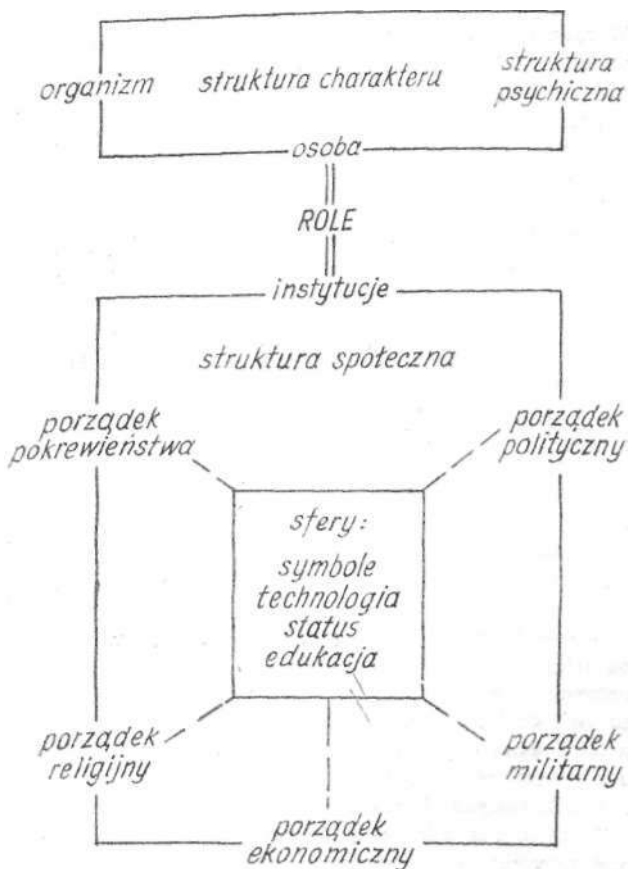 organizm
struktura charakteru
struktura
psychiczna
osoba
ROLE
instytucje
struktura społeczna
porządek
pokrewieństwa
porządek
polityczny
sfery:
symbole
technologia
status
edukacja
porządek
religijny
porządek
militarny
porządek
ekonomiczny